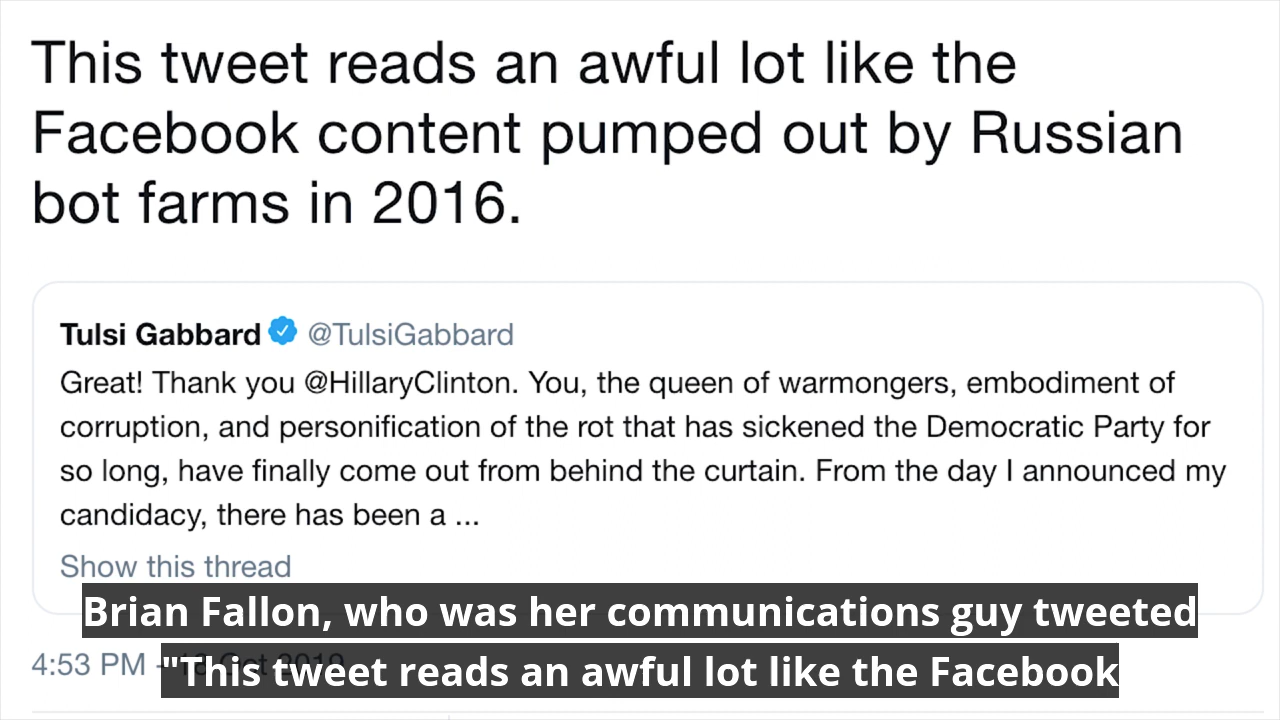 This tweet reads an awful lot like the
Facebook content pumped out by Russian
bot farms in 2016.
Tulsi Gabbard @TulsiGabbard
Great! Thank you @HillaryClinton. You, the queen of warmongers, embodiment of
corruption, and personification of the rot that has sickened the Democratic Party for
so long, have finally come out from behind the curtain. From the day I announced my
candidacy, there has been a ...
Show this thread
Brian Fallon, who was her communications guy tweeted
4:53 PM
"This tweet reads an awful lot like the Facebook